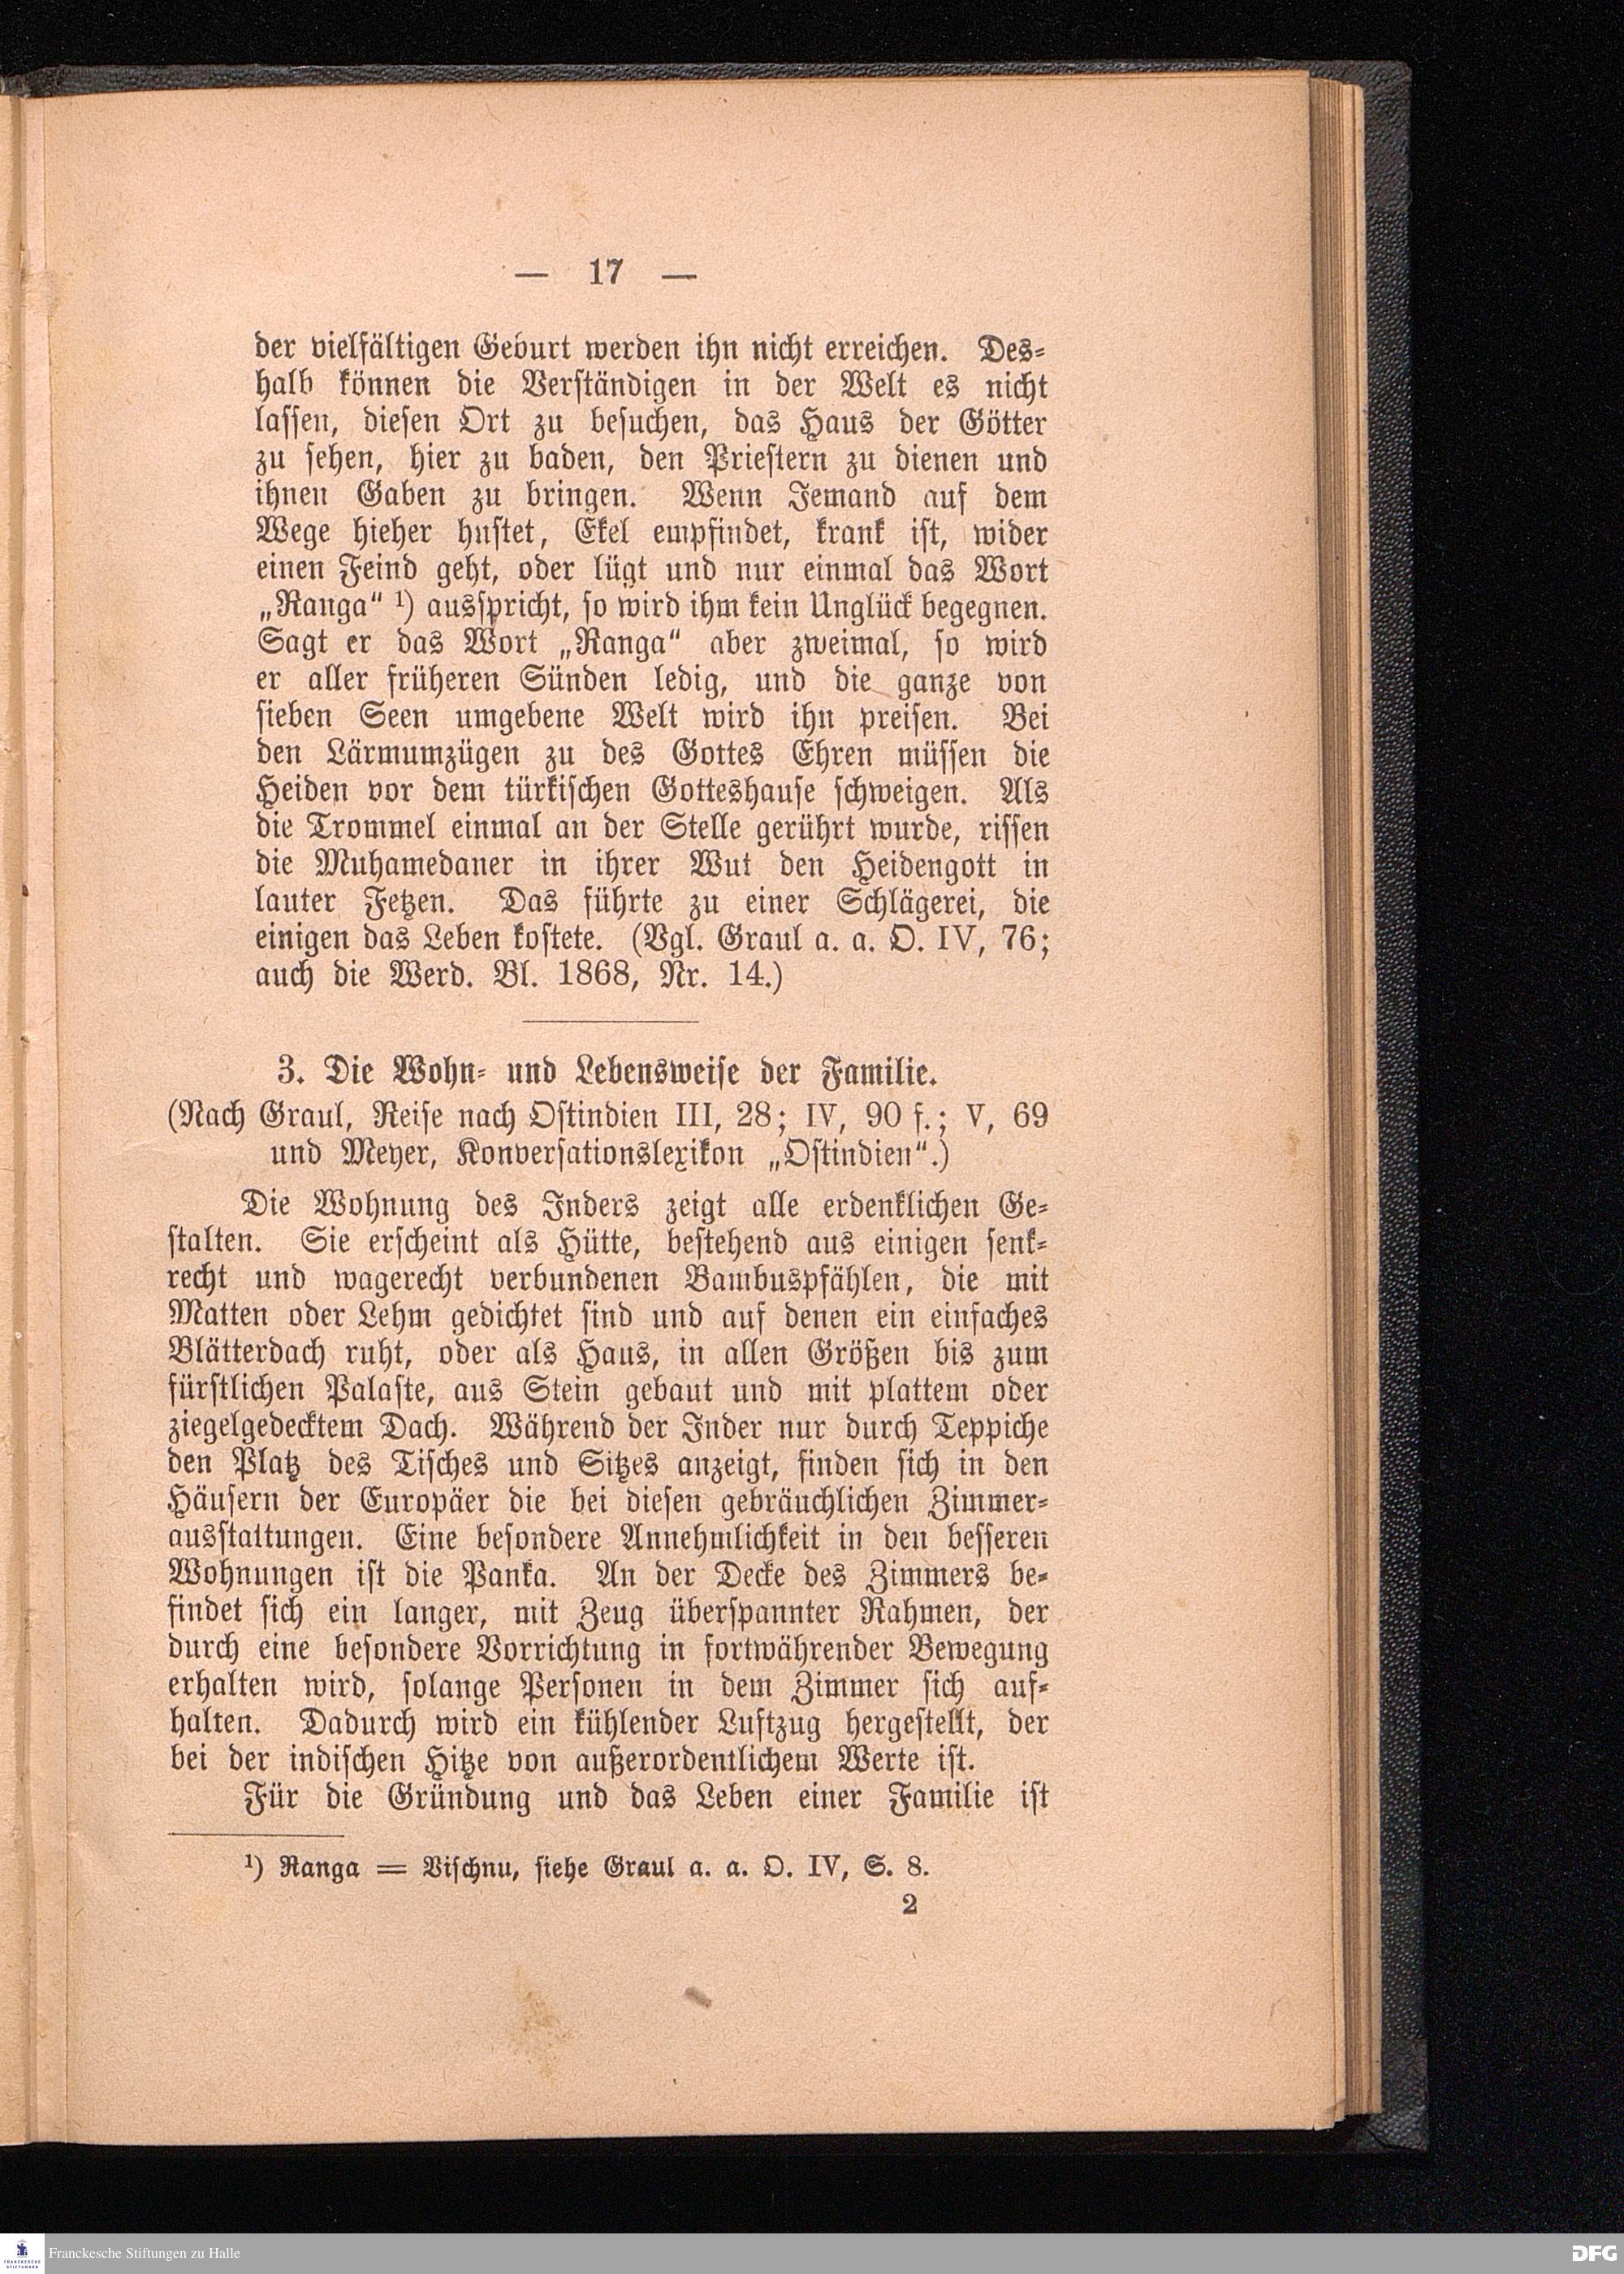 — 17 —
der vielfältigen Geburt werden ihn nicht erreichen. Des-
halb können die Verständigen in der Welt es nicht
lassen, diesen Ort zu besuchen, das Haus der Götter
zu sehen, hier zu baden, den Priestern zu dienen und
ihnen Gaben zu bringen. Wenn Jemand auf dem
Wege hieher hustet, Ekel empfindet, krank ist, wider
einen Feind geht, oder lügt und nur einmal das Wort
„Ranga“ ¹) ausspricht, so wird ihm kein Unglück begegnen.
Sagt er das Wort „Ranga“ aber zweimal, so wird
er aller früheren Sünden ledig, und die ganze von
sieben Seen umgebene Welt wird ihn preisen. Bei
den Lärmumzügen zu des Gottes Ehren müssen die
Heiden vor dem türkischen Gotteshause schweigen. Als
die Trommel einmal an der Stelle gerührt wurde, rissen
die Muhamedaner in ihrer Wut den Heidengott in
lauter Fetzen. Das führte zu einer Schlägerei, die
einigen das Leben kostete. (Vgl. Graul a. a. O. IV, 76;
auch die Werd. Bl. 1868, Nr. 14.)
3. Die Wohn- und Lebensweise der Familie.
(Nach Graul, Reise nach Ostindien III, 28; IV, 90 f.; V, 69
und Meyer, Konversationslexikon „Ostindien“.)
Die Wohnung des Inders zeigt alle erdenklichen Ge-
stalten. Sie erscheint als Hütte, bestehend aus einigen senk-
recht und wagerecht verbundenen Bambuspfählen, die mit
Matten oder Lehm gedichtet sind und auf denen ein einfaches
Blätterdach ruht, oder als Haus, in allen Größen bis zum
fürstlichen Palaste, aus Stein gebaut und mit plattem oder
ziegelgedecktem Dach. Während der Inder nur durch Teppiche
den Platz des Tisches und Sitzes anzeigt, finden sich in den
Häusern der Europäer die bei diesen gebräuchlichen Zimmer-
ausstattungen. Eine besondere Annehmlichkeit in den besseren
Wohnungen ist die Panka. An der Decke des Zimmers be-
findet sich ein langer, mit Zeug überspannter Rahmen, der
durch eine besondere Vorrichtung in fortwährender Bewegung
erhalten wird, solange Personen in dem Zimmer sich auf-
halten. Dadurch wird ein kühlender Luftzug hergestellt, der
bei der indischen Hitze von außerordentlichem Werte ist.
Für die Gründung und das Leben einer Familie ist
¹) Ranga = Vischnu, siehe Graul a. a. O. IV, S. 8.
2
FRANCKESCHE STIFTUNGEN
Franckesche Stiftungen zu Halle
DFG